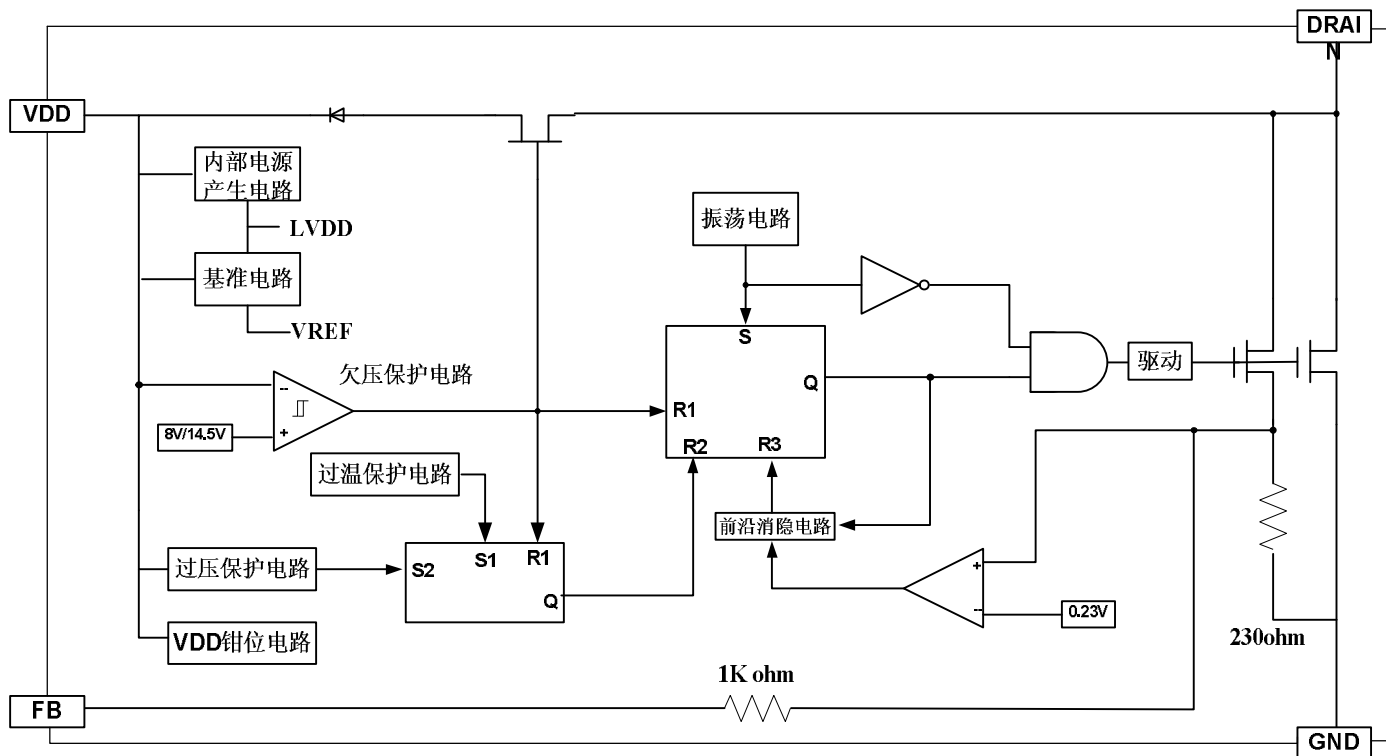 DRAI
N
VDD
内部电源
产生电路
LVDD
基准电路
VREF
振荡电路
欠压保护电路
--
+
8V/14.5V
S
Q
R1
R2
R3
驱动
过温保护电路
前沿消隐电路
过压保护电路
S2
S1
R1
Q
+
--
0.23V
VDD钳位电路
230ohm
1K ohm
FB
GND